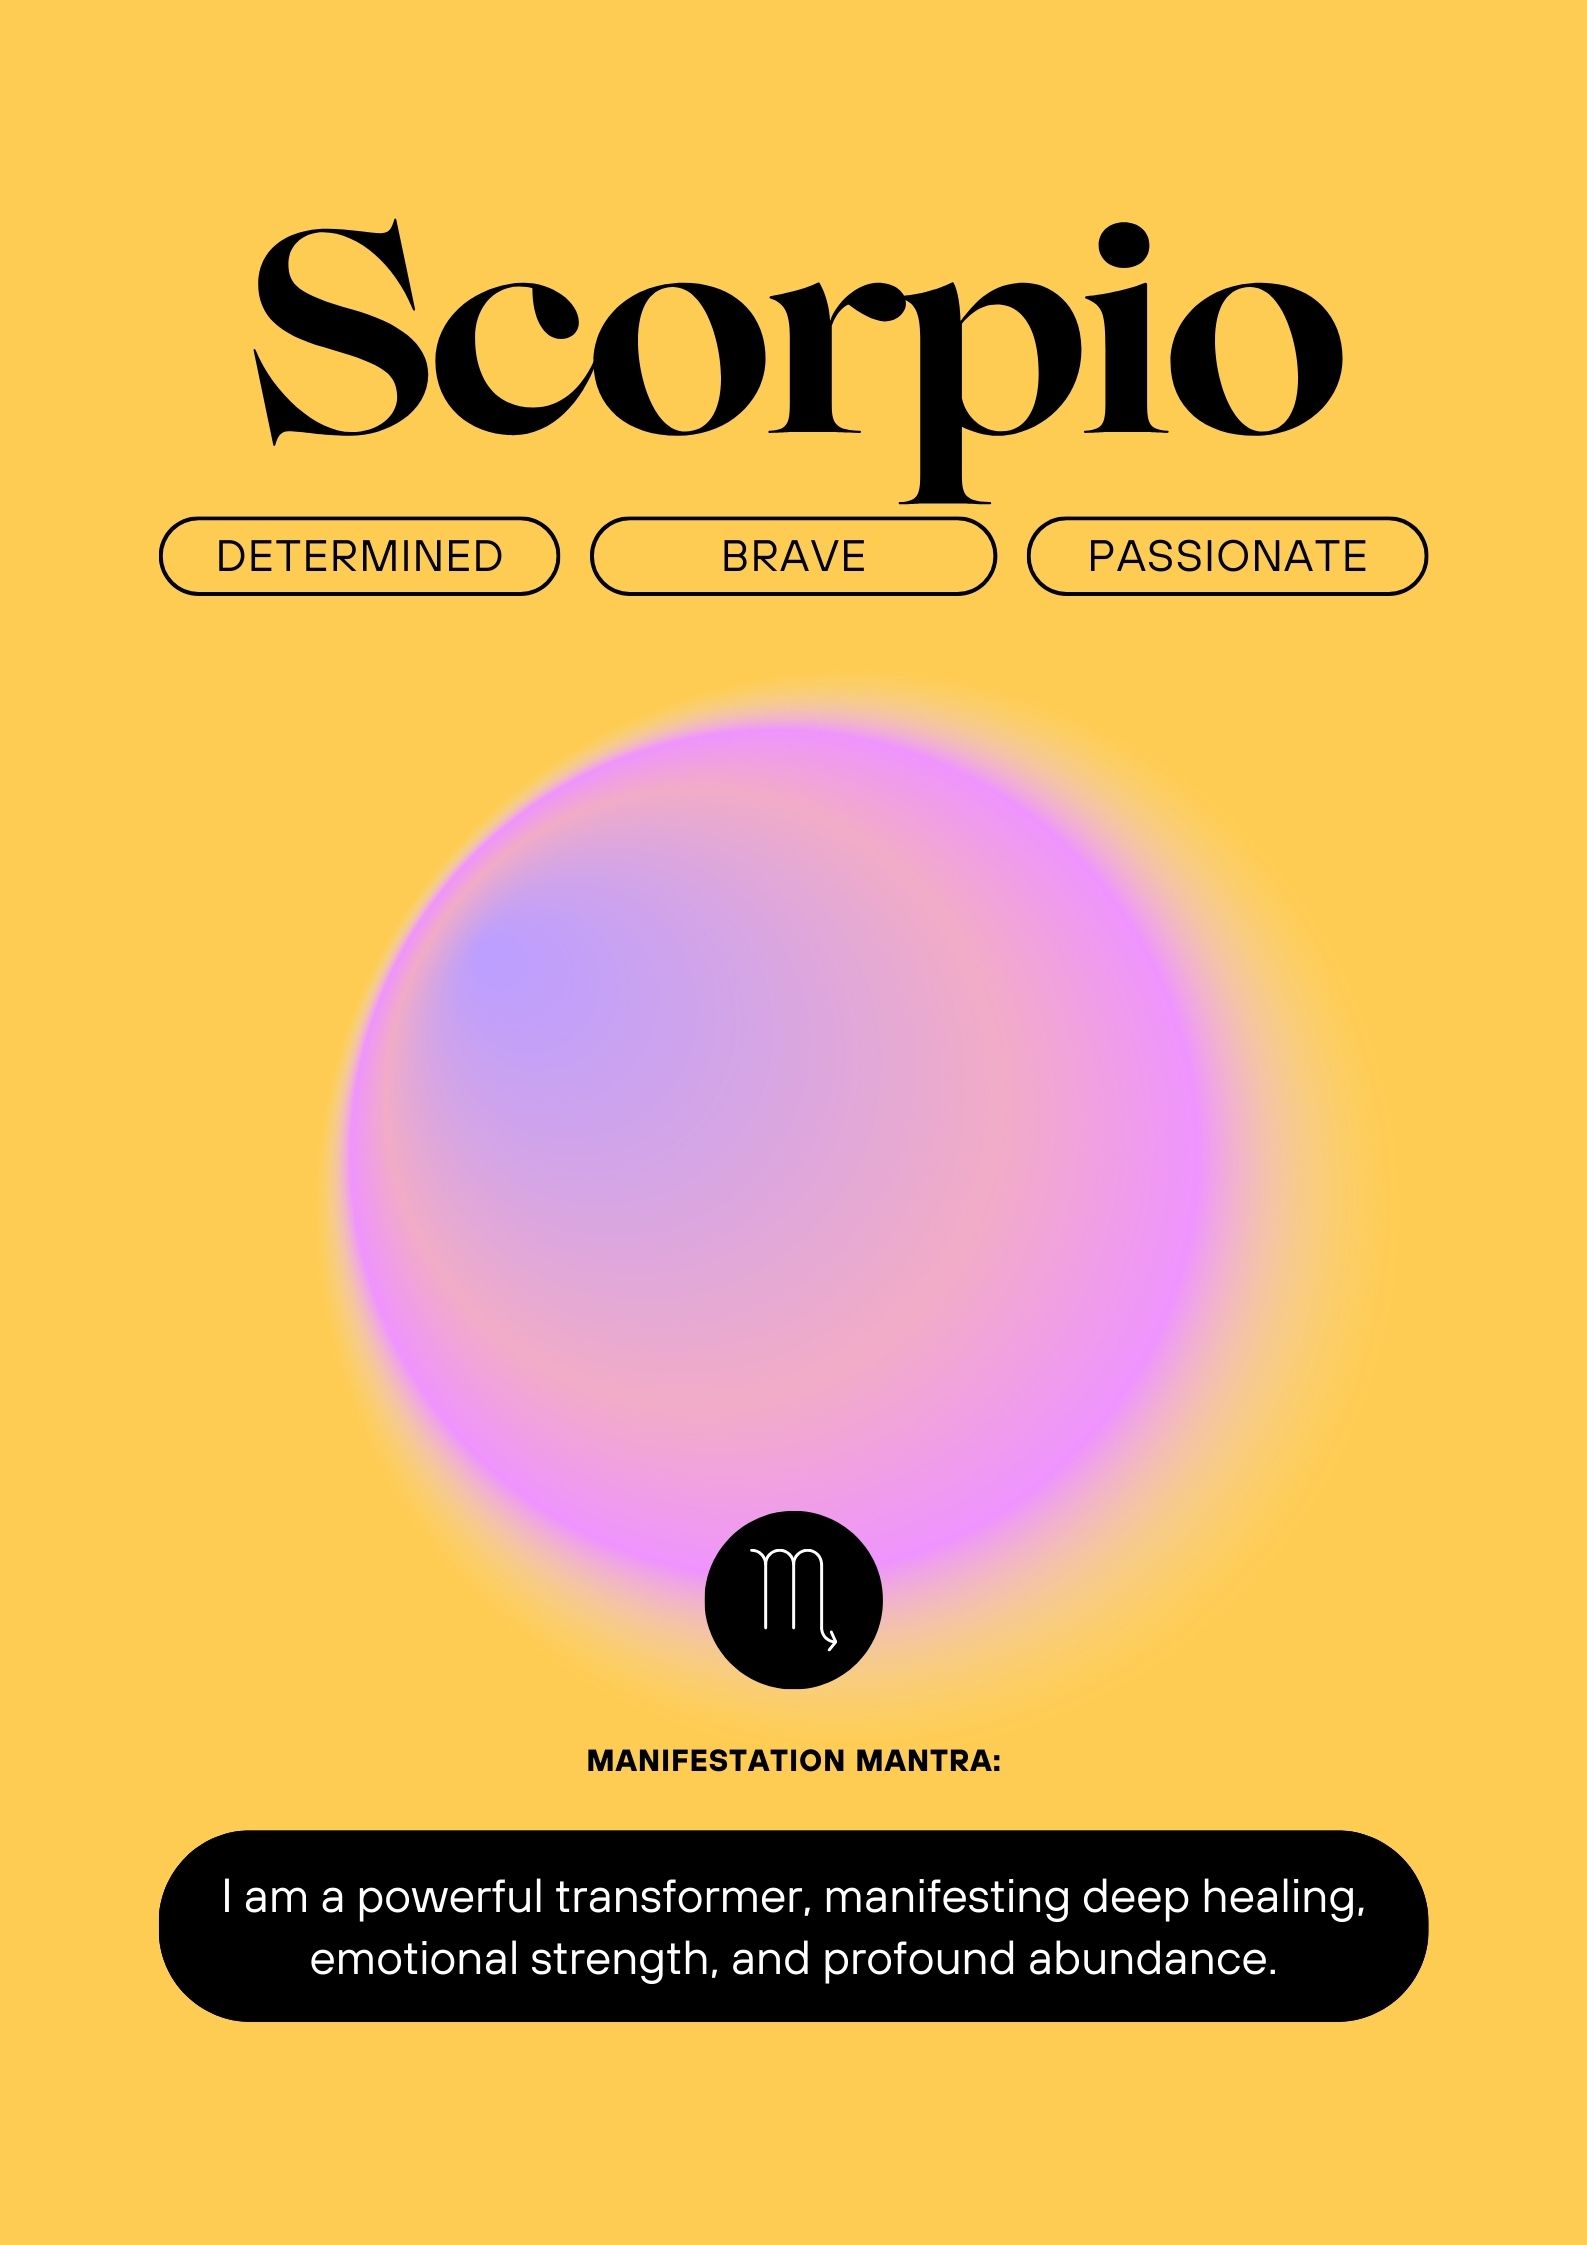 Scorpio
DETERMINED
BRAVE
PASSIONATE
MANIFESTATION MANTRA:
I am a powerful transformer, manifesting deep healing,
emotional strength, and profound abundance.